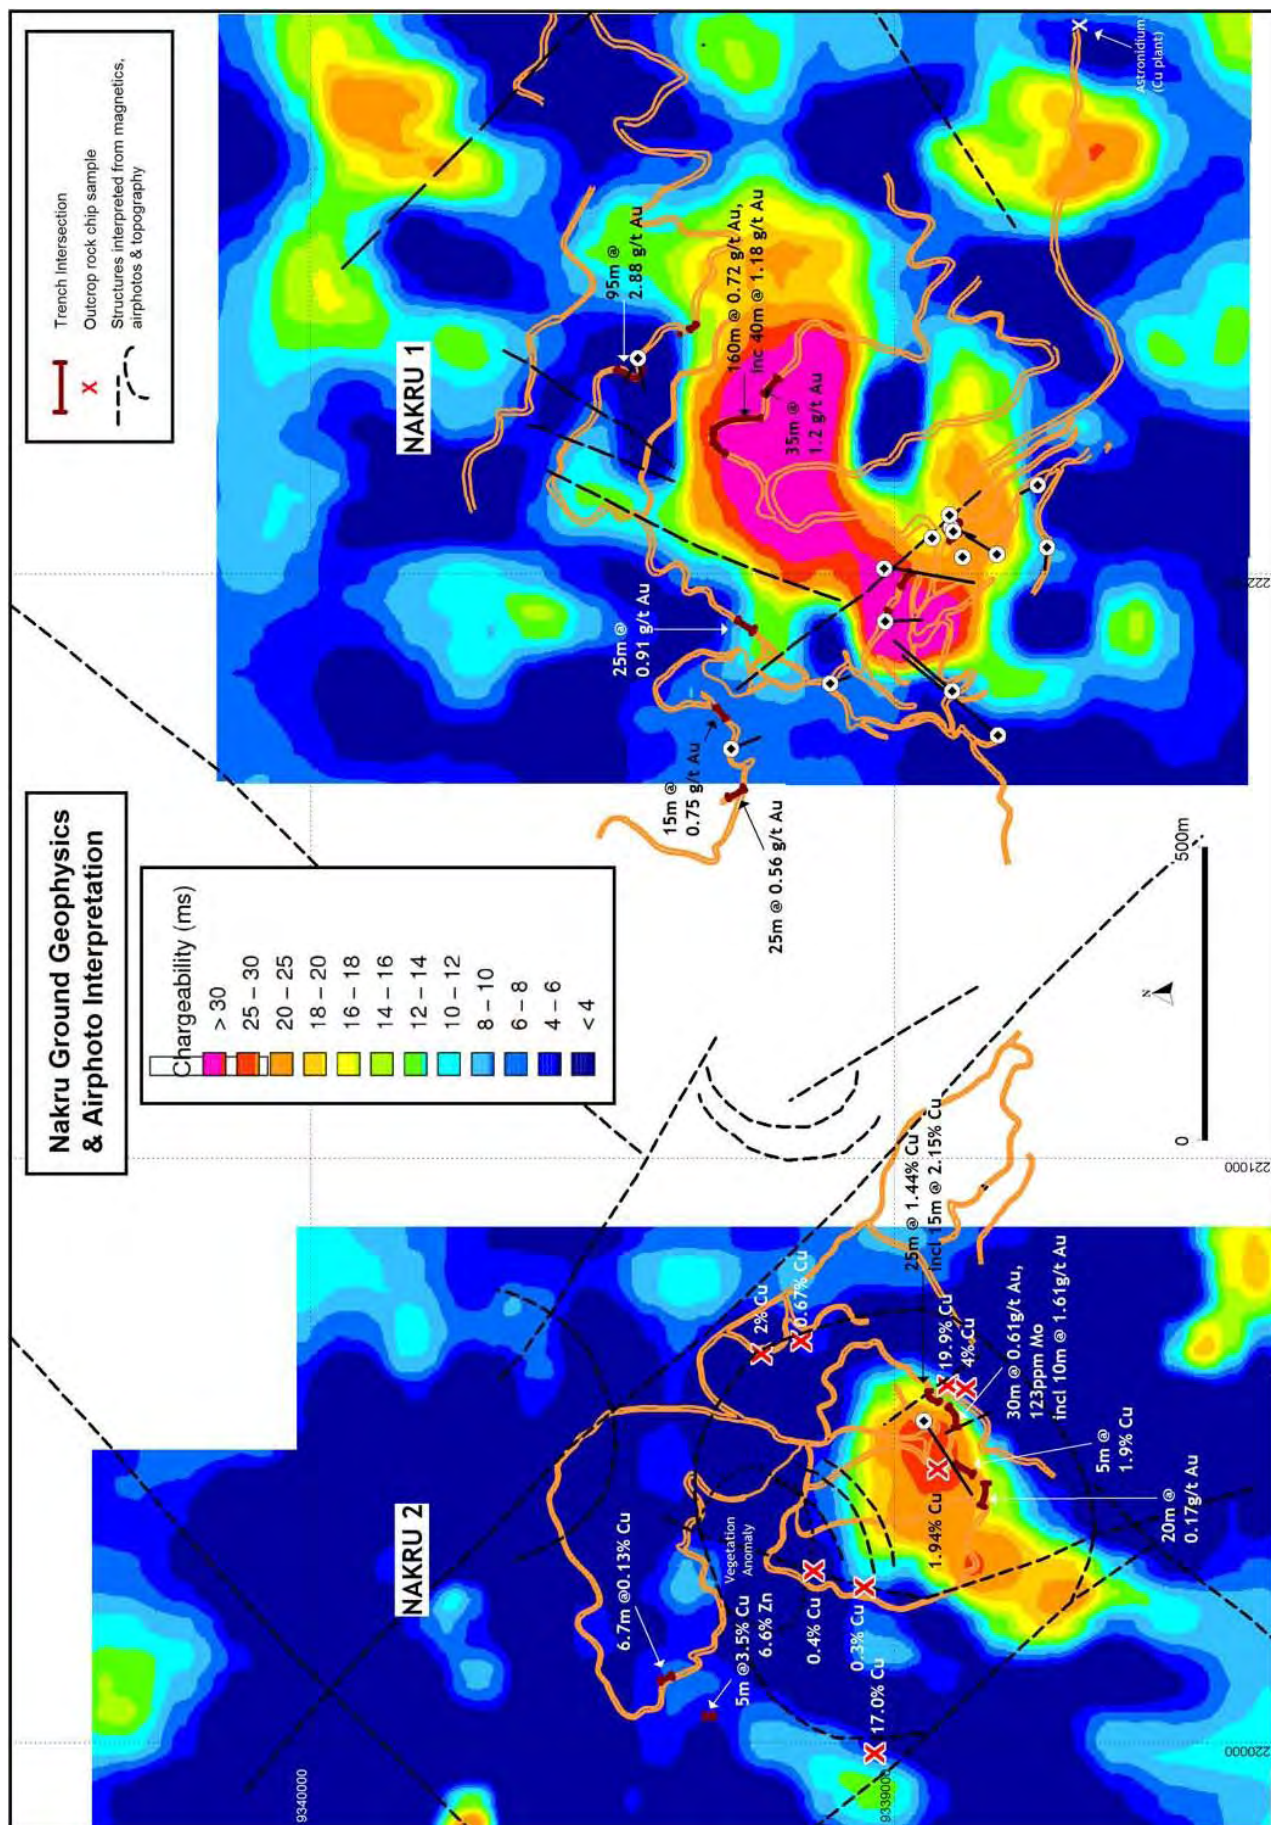 Nakru Ground Geophysics
& Airphoto Interpretation
Trench Intersection
Outcrop rock chip sample
Structures interpreted from magnetics,
airphotos & topography
Chargeability (ms)
> 30
25 – 30
20 – 25
18 – 20
16 – 18
14 – 16
12 – 14
10 – 12
8 – 10
6 – 8
4 – 6
< 4
NAKRU 2
6.7m @0.13% Cu
5m @3.5% Cu
6.6% Zn
Vegetation
Anomaly
0.4% Cu
0.3% Cu
17.0% Cu
2% Cu
0.67% Cu
25m @ 1.44% Cu
incl 15m @ 2.15% Cu
19.9% Cu
4% Cu
30m @ 0.61g/t Au,
123ppm Mo
incl 10m @ 1.61g/t Au
1.94% Cu
5m @
1.9% Cu
20m @
0.17g/t Au
NAKRU 1
95m @
2.88 g/t Au
160m @ 0.72 g/t Au,
inc 40m @ 1.18 g/t Au
35m @
1.2 g/t Au
25m @
0.91 g/t Au
15m @
0.75 g/t Au
25m @ 0.56 g/t Au
Astronidium
(Cu plant)
N
0
500m
9340000
9339000
220000
221000